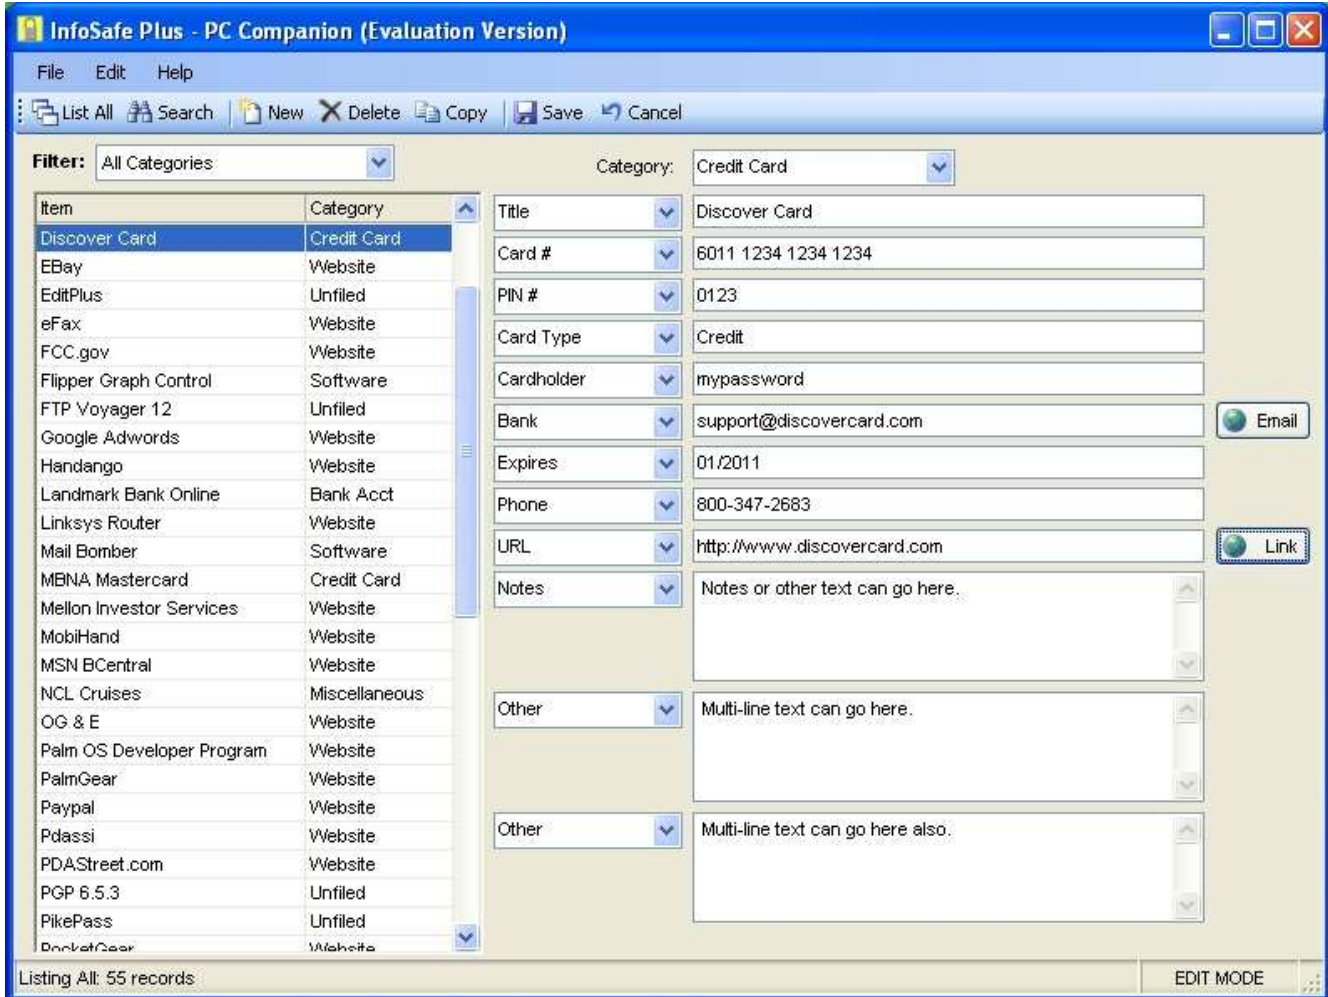 InfoSafe Plus - PC Companion (Evaluation Version)
File Edit Help
List All Search New Delete Copy Save Cancel
Filter: All Categories
Category: Credit Card
Item Category
Discover Card Credit Card
EBay Website
EditPlus Unfiled
eFax Website
FCC.gov Website
Flipper Graph Control Software
FTP Voyager 12 Unfiled
Google Adwords Website
Handango Website
Landmark Bank Online Bank Acct
Linksys Router Website
Mail Bomber Software
MBNA Mastercard Credit Card
Mellon Investor Services Website
MobiHand Website
MSN BCentral Website
NCL Cruises Miscellaneous
OG & E Website
Palm OS Developer Program Website
PalmGear Website
Paypal Website
Pdassi Website
PDAStreet.com Website
PGP 6.5.3 Unfiled
PikePass Unfiled
PocketGear Website
Title Discover Card
Card # 6011 1234 1234 1234
PIN # 0123
Card Type Credit
Cardholder mypassword
Bank support@discovercard.com Email
Expires 01/2011
Phone 800-347-2683
URL http://www.discovercard.com Link
Notes Notes or other text can go here.
Other Multi-line text can go here.
Other Multi-line text can go here also.
Listing All: 55 records
EDIT MODE